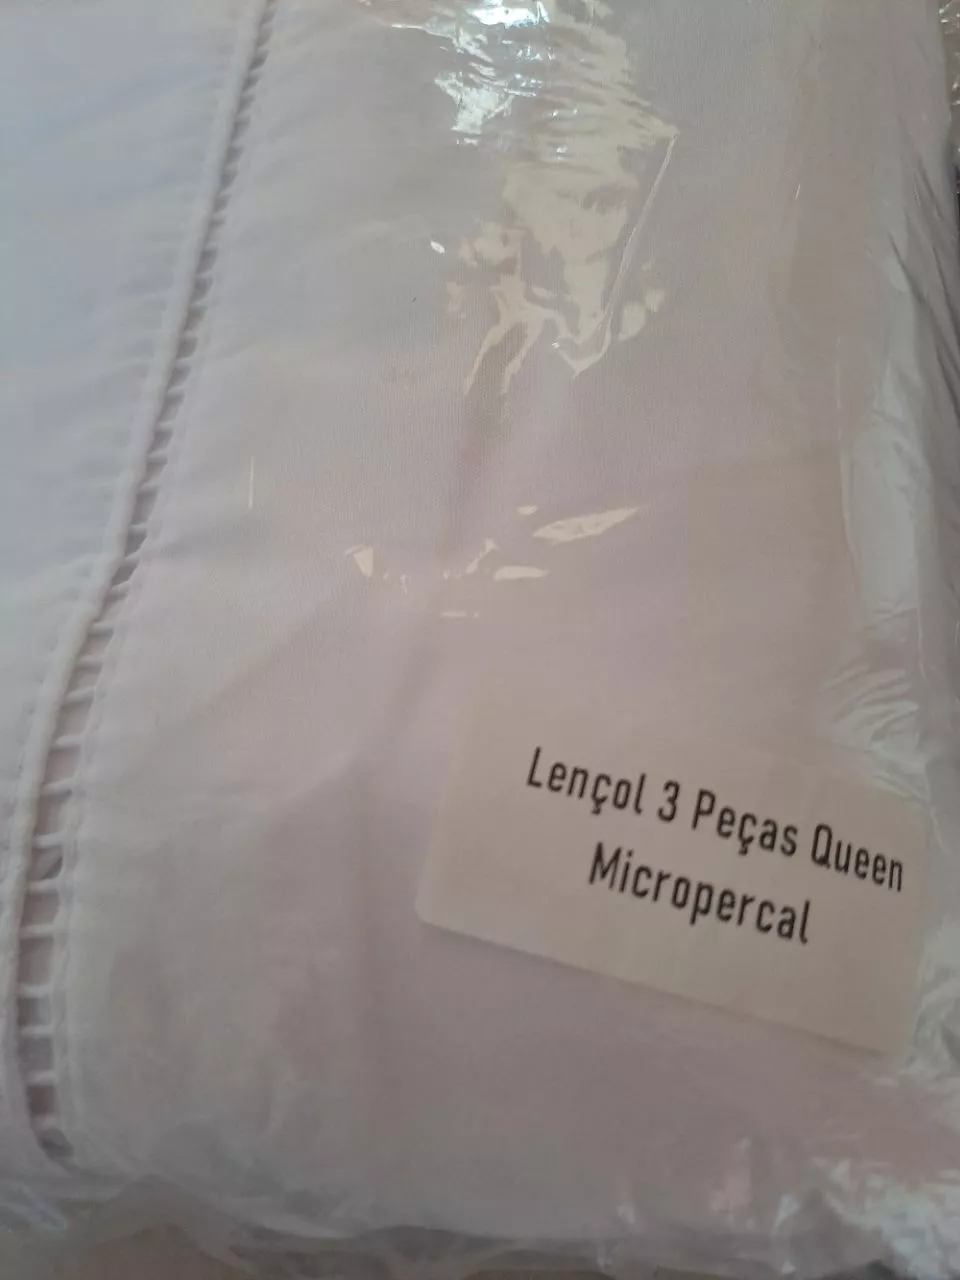 Lençol 3 Peças Queen
Micropercal